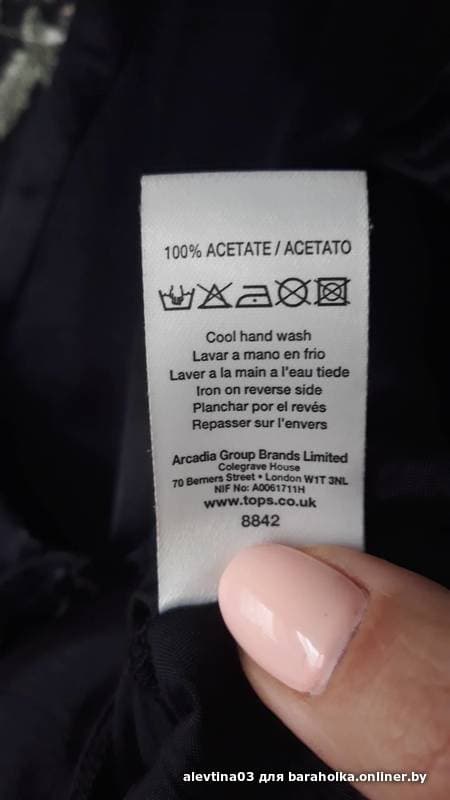 100% ACETATE / ACETATO
Cool hand wash
Lavar a mano en frio
Laver a la main a l'eau tiede
Iron on reverse side
Planchar por el revés
Repasser sur l'envers
Arcadia Group Brands Limited
Colegrave House
70 Berners Street • London W1T 3NL
NIF No: A0061711H
www.tops.co.uk
8842
alevtina03 для baraholka.onliner.by